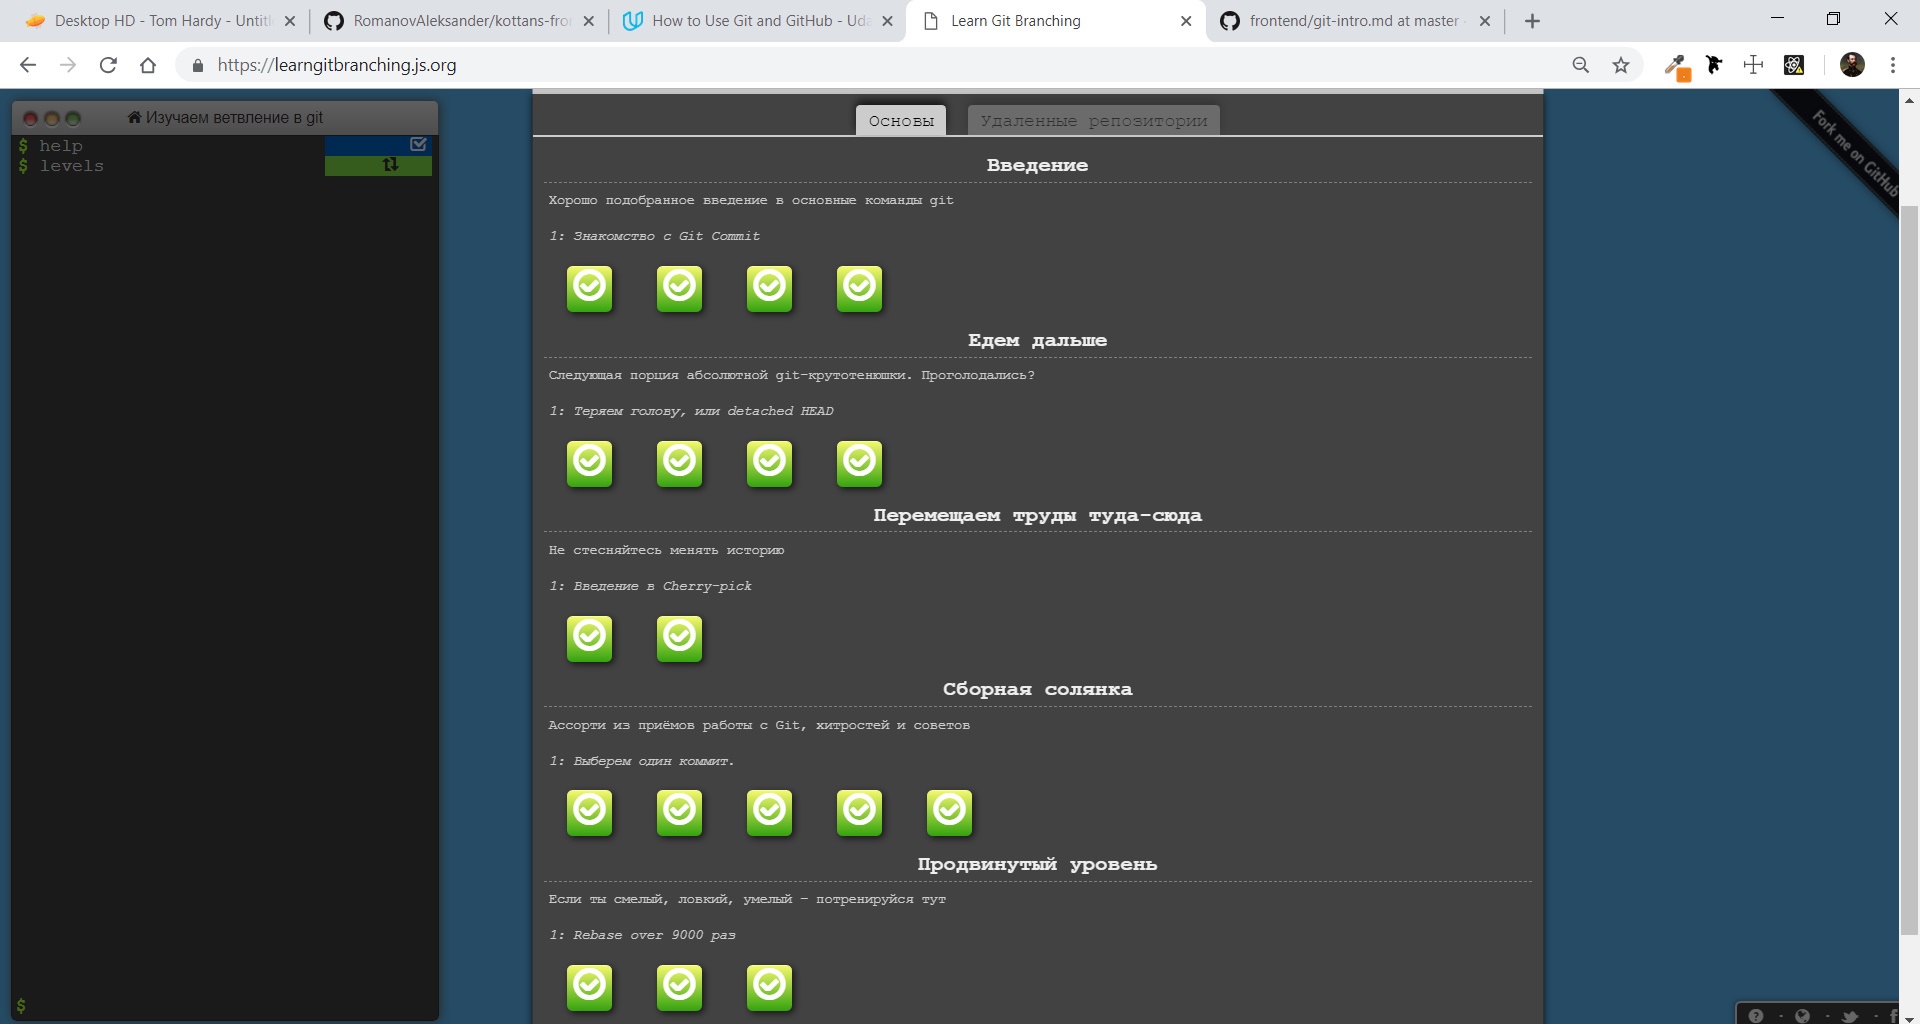 Desktop HD - Tom Hardy - Untitl
RomanovAleksander/kottans-fro
How to Use Git and GitHub - Uda
Learn Git Branching
frontend/git-intro.md at master
https://learngitbranching.js.org
Изучаем ветвление в git
$ help
$ levels
$
Основы
Удаленные репозитории
Fork me on GitHub
Введение
Хорошо подобранное введение в основные команды git
1: Знакомство с Git Commit
Едем дальше
Следующая порция абсолютной git-крутотенюшки. Проголодались?
1: Теряем голову, или detached HEAD
Перемещаем труды туда-сюда
Не стесняйтесь менять историю
1: Введение в Cherry-pick
Сборная солянка
Ассорти из приёмов работы с Git, хитростей и советов
1: Выберем один коммит.
Продвинутый уровень
Если ты смелый, ловкий, умелый – потренируйся тут
1: Rebase over 9000 раз